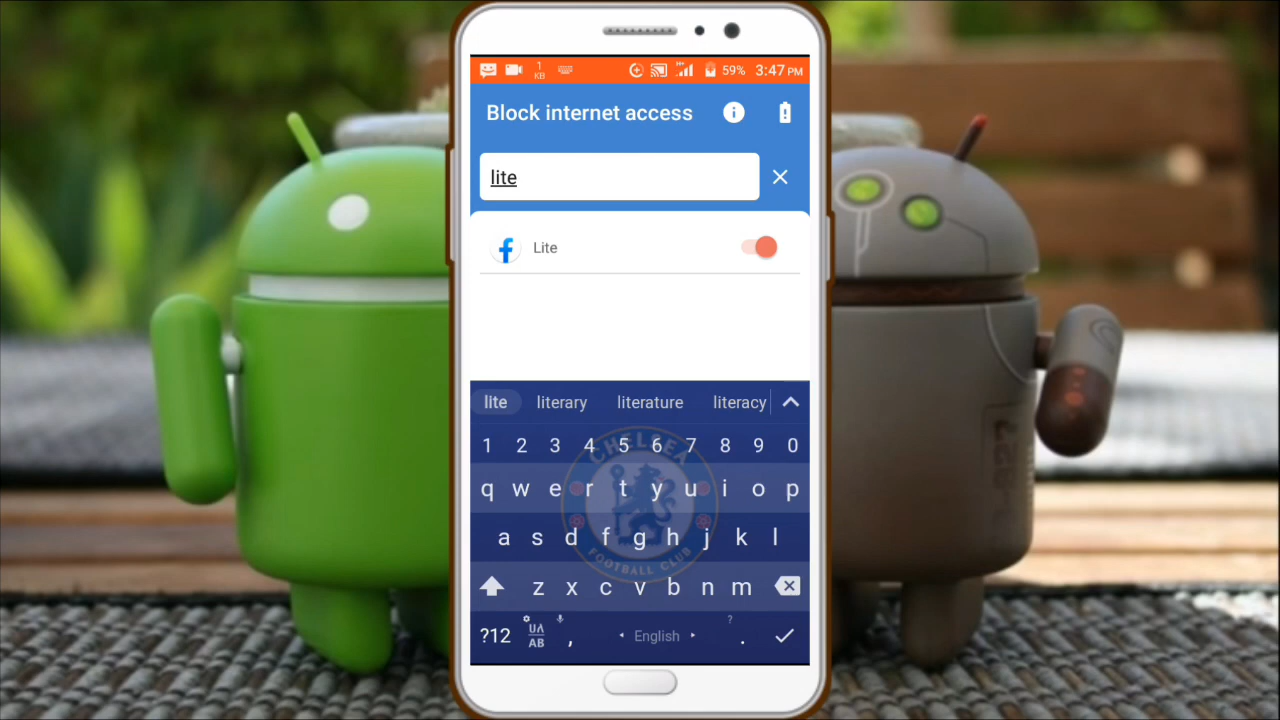 1 KB 59% 3:47 PM
Block internet access
lite
Lite
lite literary literature literacy
1 2 3 4 5 6 7 8 9 0
q w e r t y u i o p
a s d f g h j k l
z x c v b n m
?12 UA AB , English . ?
CHELSEA
FOOTBALL CLUB